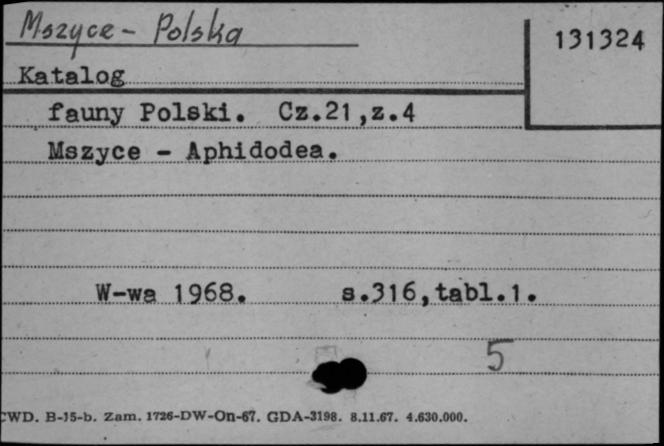 Mszyce - Polska
131324
Katalog
fauny Polski. Cz.21,z.4
Mszyce - Aphidodea.
W-wa 1968. s.316,tabl.1.
5
CWD. B-15-b. Zam. 1726-DW-On-67. GDA-3198. 8.11.67. 4.630.000.